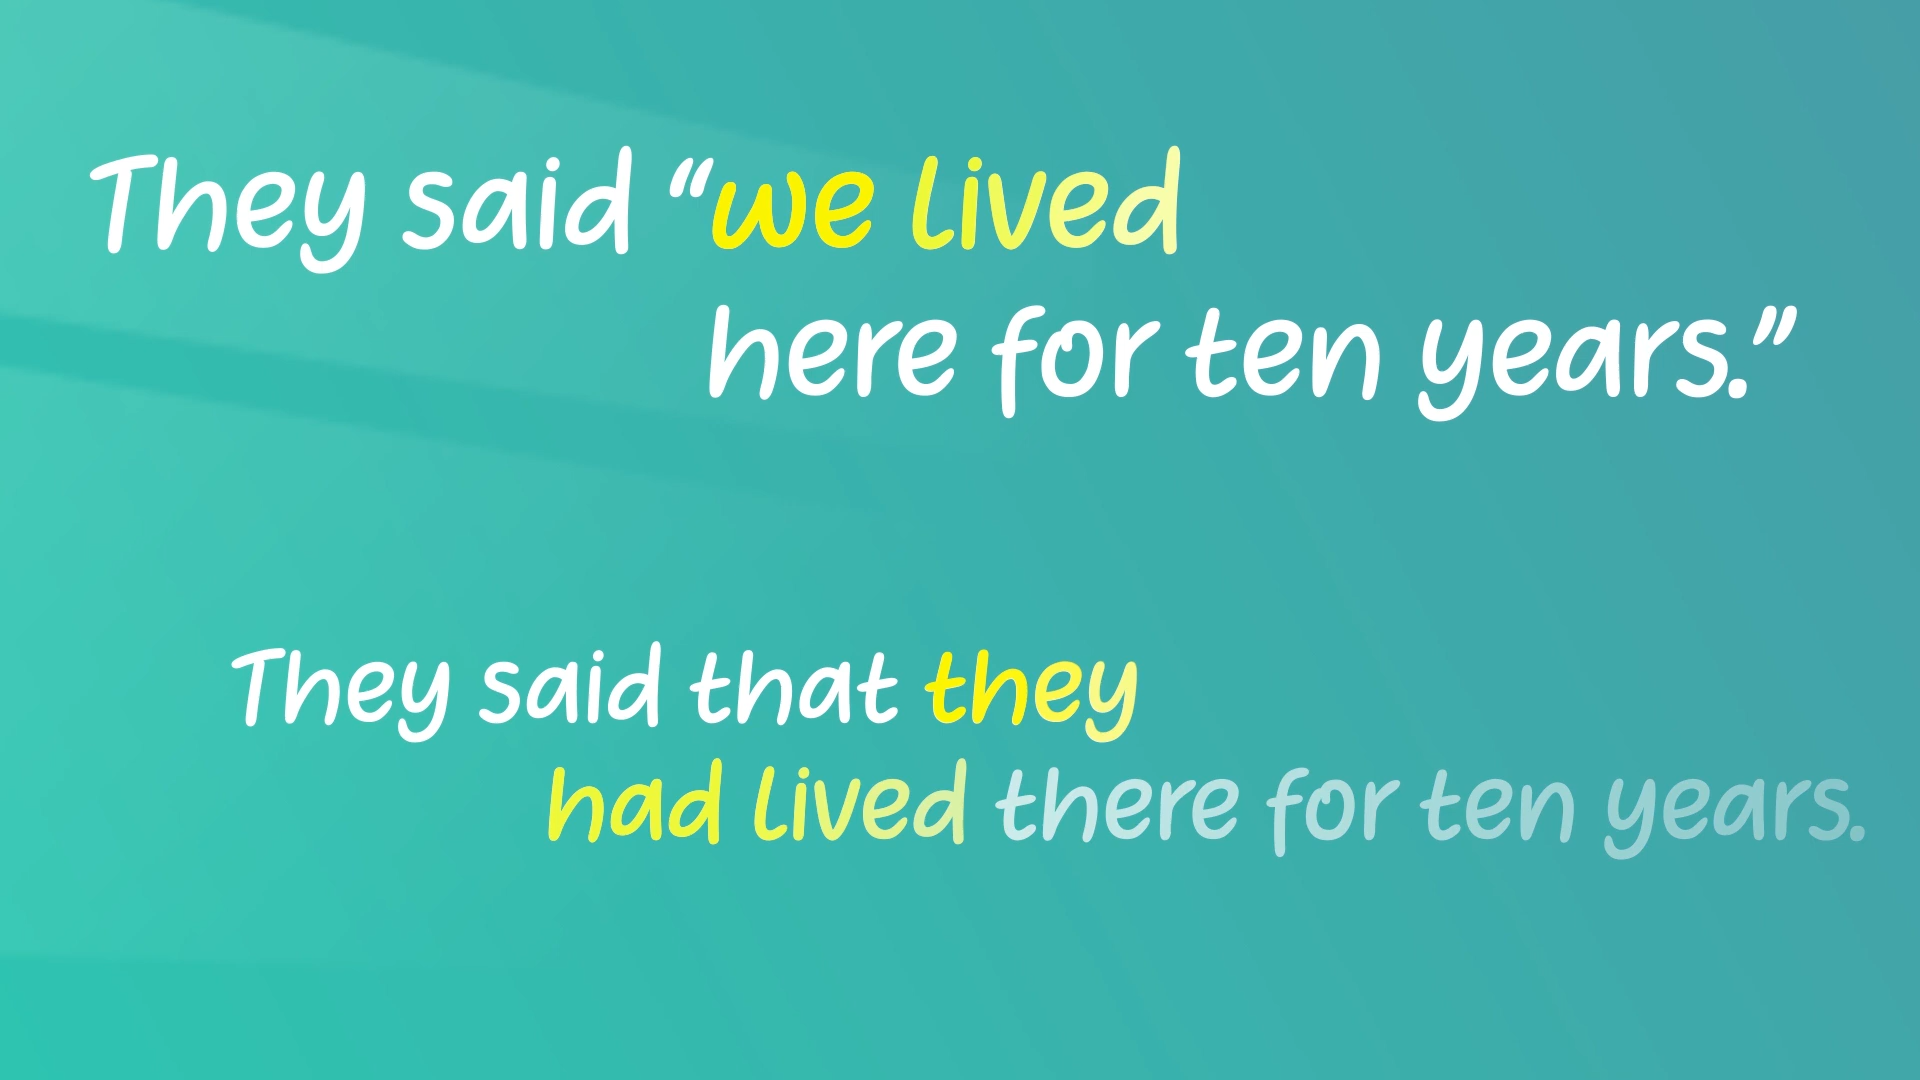 They said “we lived
here for ten years.”
They said that they
had lived there for ten years.